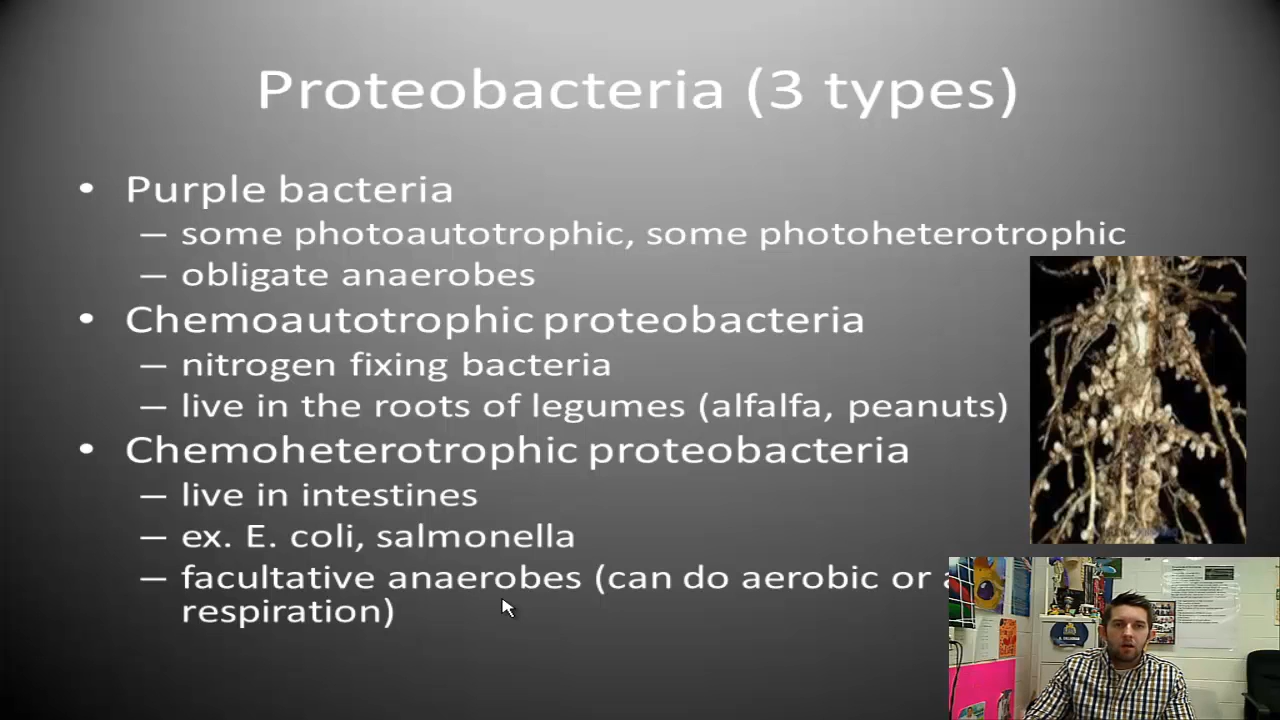 Proteobacteria (3 types)
• Purple bacteria
– some photoautotrophic, some photoheterotrophic
– obligate anaerobes
• Chemoautotrophic proteobacteria
– nitrogen fixing bacteria
– live in the roots of legumes (alfalfa, peanuts)
• Chemoheterotrophic proteobacteria
– live in intestines
– ex. E. coli, salmonella
– facultative anaerobes (can do aerobic or
respiration)